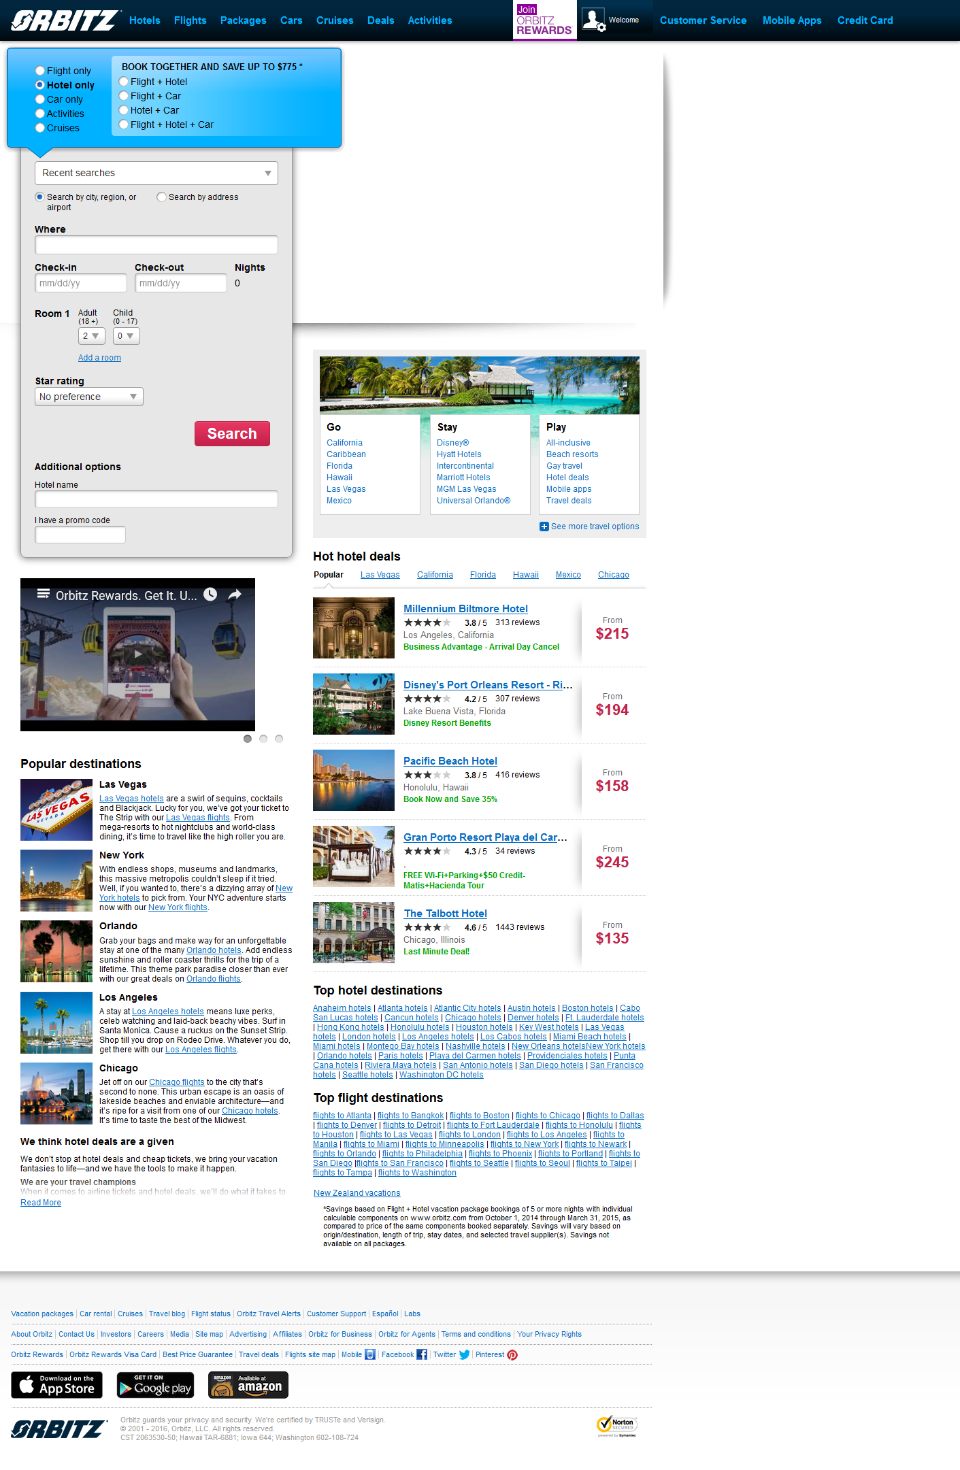 ORBITZ
Hotels Flights Packages Cars Cruises Deals Activities
Join ORBITZ REWARDS
Welcome
Customer Service Mobile Apps Credit Card
Flight only
Hotel only
Car only
Activities
Cruises
BOOK TOGETHER AND SAVE UP TO $775 *
Flight + Hotel
Flight + Car
Hotel + Car
Flight + Hotel + Car
Recent searches
Search by city, region, or airport
Search by address
Where
Check-in Check-out Nights
mm/dd/yy mm/dd/yy 0
Room 1 Adult (18 +) Child (0 - 17)
2 0
Add a room
Star rating
No preference
Search
Additional options
Hotel name
I have a promo code
Go
California
Caribbean
Florida
Hawaii
Las Vegas
Mexico
Stay
Disney®
Hyatt Hotels
Intercontinental
Marriott Hotels
MGM Las Vegas
Universal Orlando®
Play
All-inclusive
Beach resorts
Gay travel
Hotel deals
Mobile apps
Travel deals
See more travel options
Hot hotel deals
Popular Las Vegas California Florida Hawaii Mexico Chicago
Millennium Biltmore Hotel
3.8 / 5 313 reviews
Los Angeles, California
Business Advantage - Arrival Day Cancel
From
$215
Disney's Port Orleans Resort - Ri...
4.2 / 5 307 reviews
Lake Buena Vista, Florida
Disney Resort Benefits
From
$194
Pacific Beach Hotel
3.8 / 5 416 reviews
Honolulu, Hawaii
Book Now and Save 35%
From
$158
Gran Porto Resort Playa del Car...
4.3 / 5 34 reviews
FREE Wi-Fi+Parking+$50 Credit-
Matis+Hacienda Tour
From
$245
The Talbott Hotel
4.6 / 5 1443 reviews
Chicago, Illinois
Last Minute Deal!
From
$135
Orbitz Rewards. Get It. U...
Popular destinations
Las Vegas
Las Vegas hotels are a swirl of sequins, cocktails
and Blackjack. Lucky for you, we've got your ticket to
The Strip with our Las Vegas flights. From
mega-resorts to hot nightclubs and world-class
dining, it's time to travel like the high roller you are.
New York
With endless shops, museums and landmarks,
this massive metropolis couldn't sleep if it tried.
Well, if you wanted to, there's a dizzying array of New
York hotels to pick from. Your NYC adventure starts
now with our New York flights.
Orlando
Grab your bags and make way for an unforgettable
stay at one of the many Orlando hotels. Add endless
sunshine and roller coaster thrills for the trip of a
lifetime. This theme park paradise closer than ever
with our great deals on Orlando flights.
Los Angeles
A stay at Los Angeles hotels means luxe perks,
celeb watching and laid-back beachy vibes. Surf in
Santa Monica. Cause a ruckus on the Sunset Strip.
Shop till you drop on Rodeo Drive. Whatever you do,
get there with our Los Angeles flights.
Chicago
Jet off on our Chicago flights to the city that's
second to none. This urban escape is an oasis of
lakeside beaches and enviable architecture—and
it's ripe for a visit from one of our Chicago hotels.
It's time to taste the best of the Midwest.
We think hotel deals are a given
We don't stop at hotel deals and cheap tickets, we bring your vacation
fantasies to life—and we have the tools to make it happen.
We are your travel champions
When it comes to airline tickets and hotel deals, we'll do what it takes to
Read More
Top hotel destinations
Anaheim hotels | Atlanta hotels | Atlantic City hotels | Austin hotels | Boston hotels | Cabo
San Lucas hotels | Cancun hotels | Chicago hotels | Denver hotels | Ft. Lauderdale hotels
| Hong Kong hotels | Honolulu hotels | Houston hotels | Key West hotels | Las Vegas
hotels | London hotels | Los Angeles hotels | Los Cabos hotels | Miami Beach hotels |
Miami hotels | Montego Bay hotels | Nashville hotels | New Orleans hotelsNew York hotels
| Orlando hotels | Paris hotels | Playa del Carmen hotels | Providenciales hotels | Punta
Cana hotels | Riviera Maya hotels | San Antonio hotels | San Diego hotels | San Francisco
hotels | Seattle hotels | Washington DC hotels
Top flight destinations
flights to Atlanta | flights to Bangkok | flights to Boston | flights to Chicago | flights to Dallas
| flights to Denver | flights to Detroit | flights to Fort Lauderdale | flights to Honolulu | flights
to Houston | flights to Las Vegas | flights to London | flights to Los Angeles | flights to
Manila | flights to Miami | flights to Minneapolis | flights to New York | flights to Newark |
flights to Orlando | flights to Philadelphia | flights to Phoenix | flights to Portland | flights to
San Diego |flights to San Francisco | flights to Seattle | flights to Seoul | flights to Taipei |
flights to Tampa | flights to Washington
New Zealand vacations
*Savings based on Flight + Hotel vacation package bookings of 5 or more nights with individual
calculable components on www.orbitz.com from October 1, 2014 through March 31, 2015, as
compared to price of the same components booked separately. Savings will vary based on
origin/destination, length of trip, stay dates, and selected travel supplier(s). Savings not
available on all packages.
Vacation packages | Car rental | Cruises | Travel blog | Flight status | Orbitz Travel Alerts | Customer Support | Español | Labs
About Orbitz | Contact Us | Investors | Careers | Media | Site map | Advertising | Affiliates | Orbitz for Business | Orbitz for Agents | Terms and conditions | Your Privacy Rights
Orbitz Rewards | Orbitz Rewards Visa Card | Best Price Guarantee | Travel deals | Flights site map | Mobile | Facebook | Twitter | Pinterest
Download on the App Store
GET IT ON Google play
Available at amazon
ORBITZ
Orbitz guards your privacy and security. We're certified by TRUSTe and Verisign.
© 2001 - 2016, Orbitz, LLC. All rights reserved.
CST 2063530-50; Hawaii TAR-6881; Iowa 644; Washington 602-108-724
Norton
SECURED
powered by Symantec